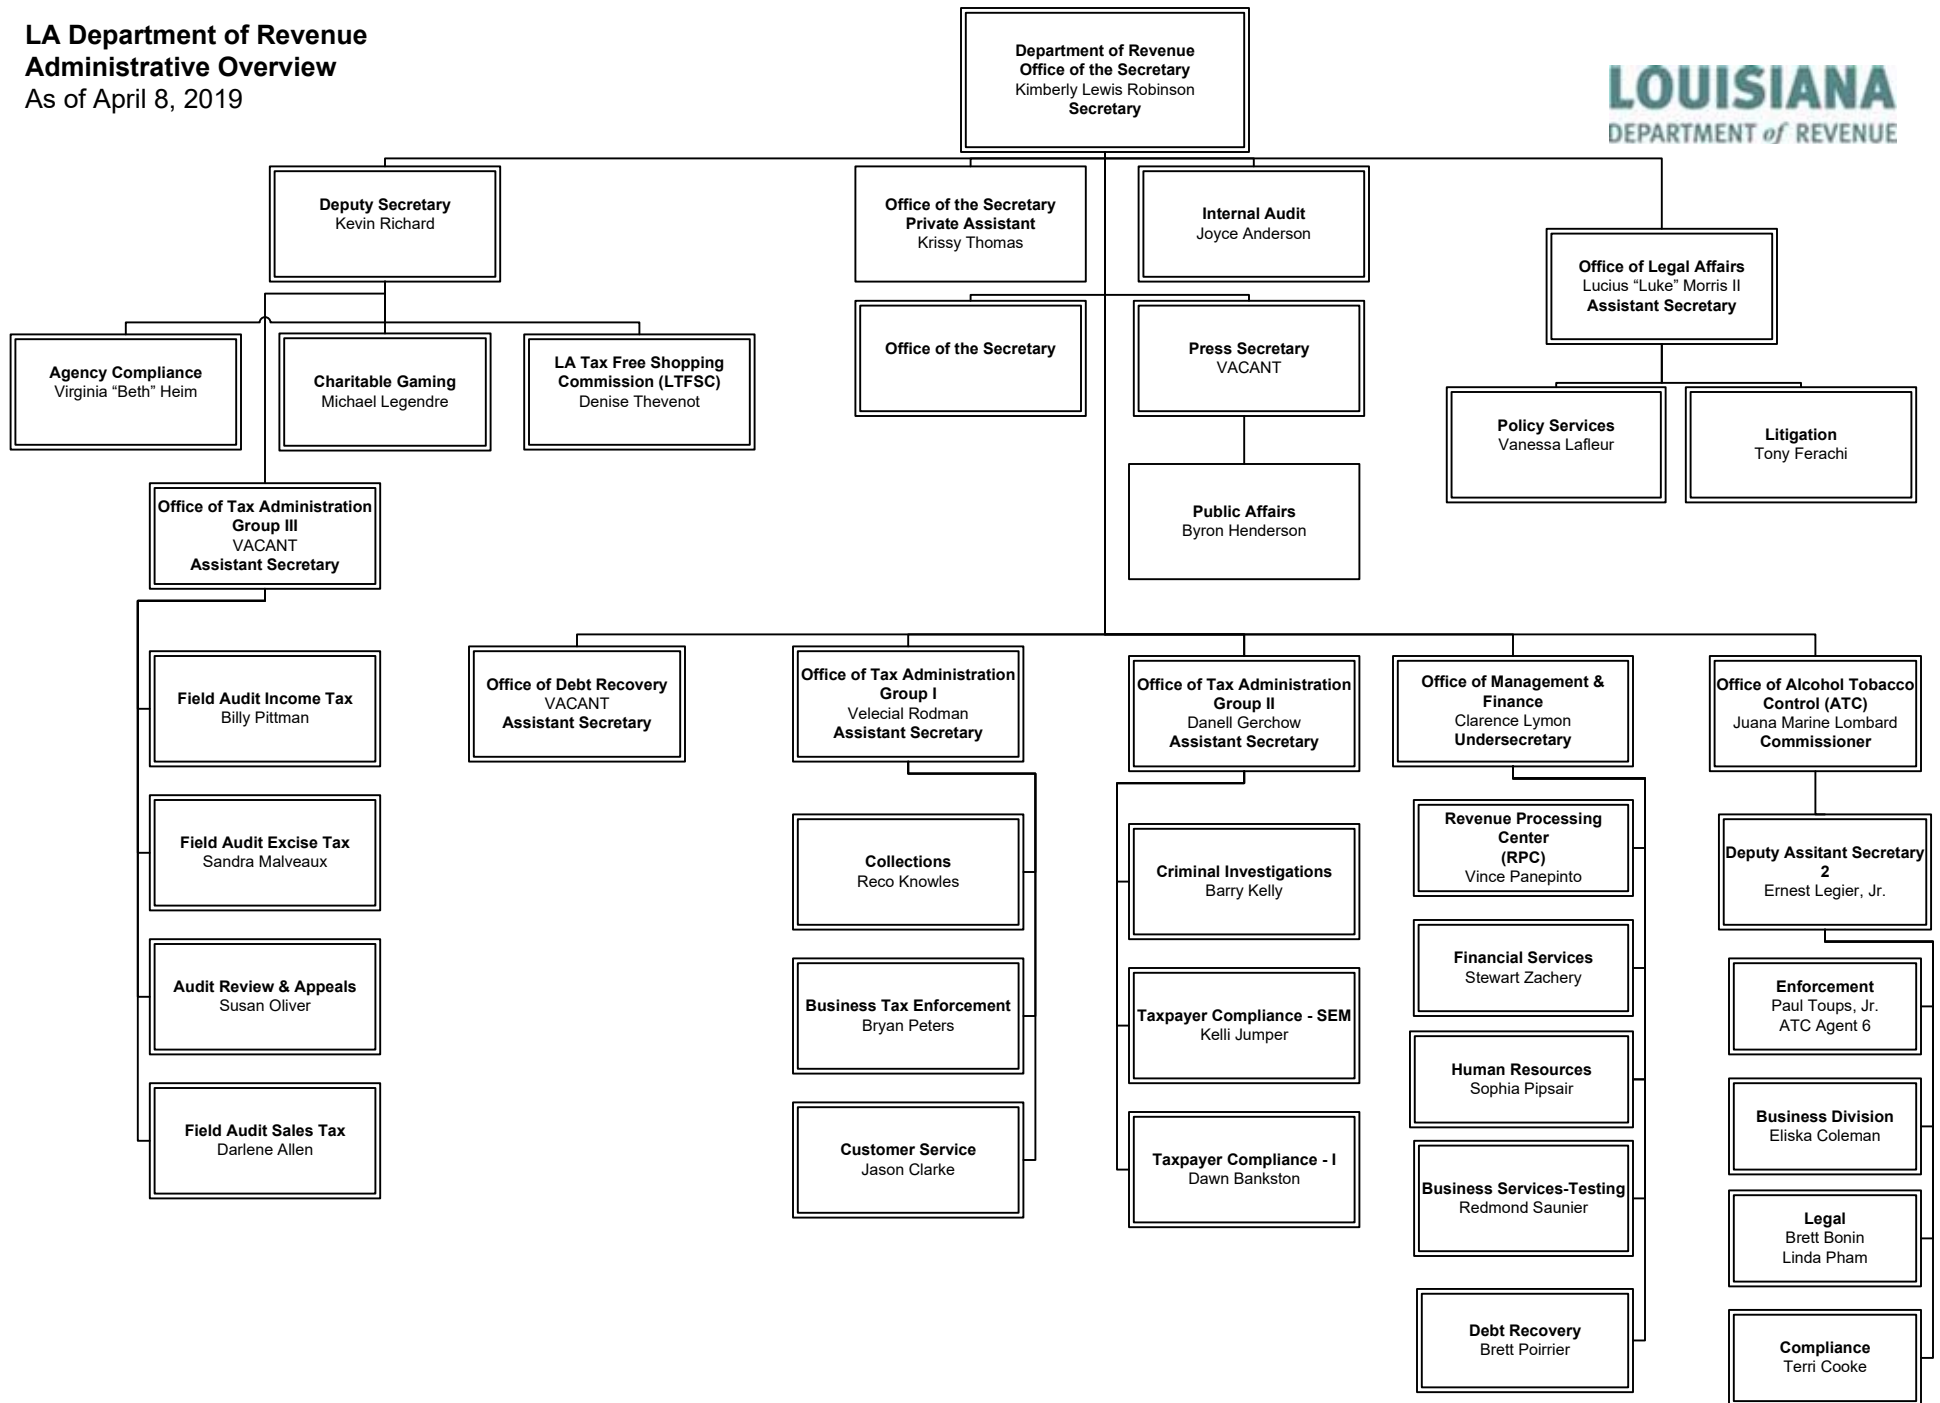 LA Department of Revenue
Administrative Overview
As of April 8, 2019
LOUISIANA
DEPARTMENT of REVENUE
Department of Revenue
Office of the Secretary
Kimberly Lewis Robinson
Secretary
Deputy Secretary
Kevin Richard
Office of the Secretary
Private Assistant
Krissy Thomas
Internal Audit
Joyce Anderson
Office of Legal Affairs
Lucius “Luke” Morris II
Assistant Secretary
Agency Compliance
Virginia “Beth” Heim
Charitable Gaming
Michael Legendre
LA Tax Free Shopping
Commission (LTFSC)
Denise Thevenot
Office of the Secretary
Press Secretary
VACANT
Policy Services
Vanessa Lafleur
Litigation
Tony Ferachi
Public Affairs
Byron Henderson
Office of Tax Administration
Group III
VACANT
Assistant Secretary
Field Audit Income Tax
Billy Pittman
Field Audit Excise Tax
Sandra Malveaux
Audit Review & Appeals
Susan Oliver
Field Audit Sales Tax
Darlene Allen
Office of Debt Recovery
VACANT
Assistant Secretary
Office of Tax Administration
Group I
Velecial Rodman
Assistant Secretary
Collections
Reco Knowles
Business Tax Enforcement
Bryan Peters
Customer Service
Jason Clarke
Office of Tax Administration
Group II
Danell Gerchow
Assistant Secretary
Criminal Investigations
Barry Kelly
Taxpayer Compliance - SEM
Kelli Jumper
Taxpayer Compliance - I
Dawn Bankston
Office of Management &
Finance
Clarence Lymon
Undersecretary
Revenue Processing
Center
(RPC)
Vince Panepinto
Financial Services
Stewart Zachery
Human Resources
Sophia Pipsair
Business Services-Testing
Redmond Saunier
Debt Recovery
Brett Poirrier
Office of Alcohol Tobacco
Control (ATC)
Juana Marine Lombard
Commissioner
Deputy Assitant Secretary
2
Ernest Legier, Jr.
Enforcement
Paul Toups, Jr.
ATC Agent 6
Business Division
Eliska Coleman
Legal
Brett Bonin
Linda Pham
Compliance
Terri Cooke